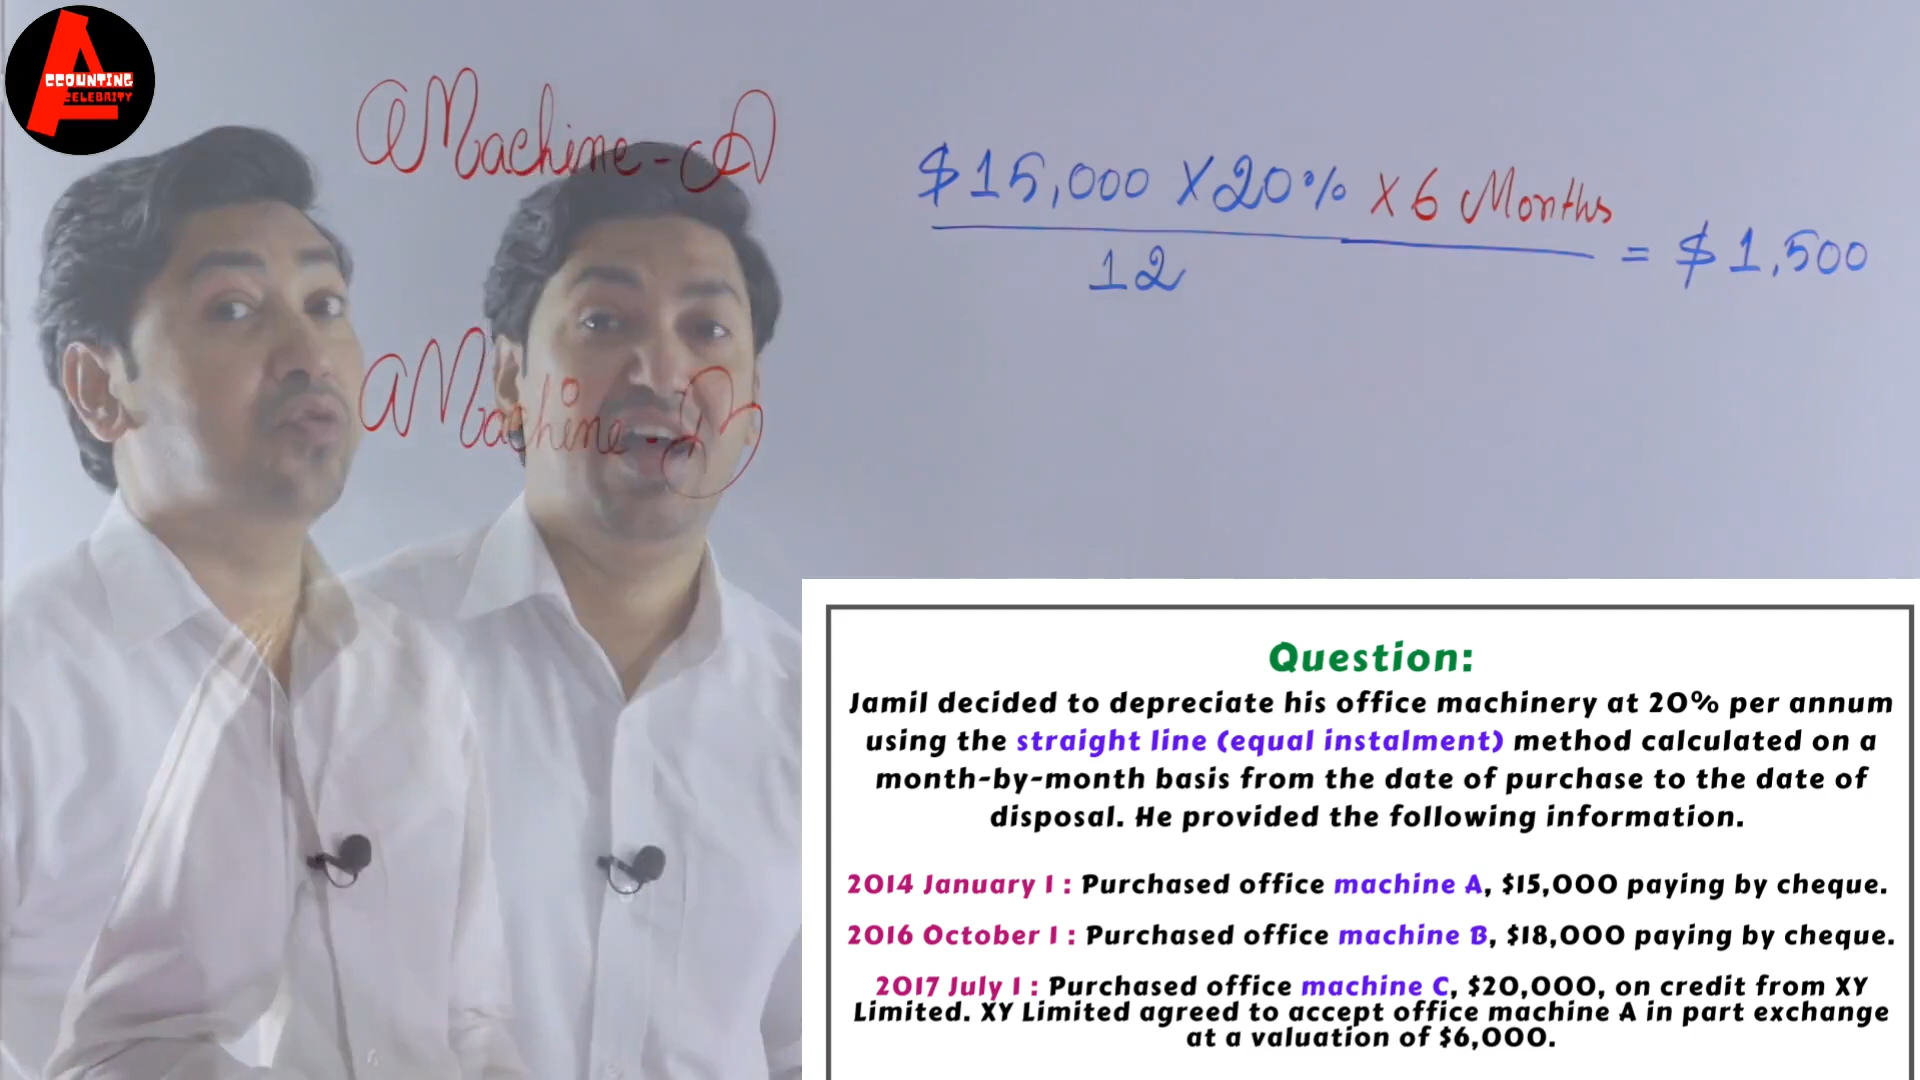 ACCOUNTING
CELEBRITY
Machine-A
$15,000 X 20% X 6 Months
12
= $1,500
Machine-B
Question:
Jamil decided to depreciate his office machinery at 20% per annum
using the straight line (equal instalment) method calculated on a
month-by-month basis from the date of purchase to the date of
disposal. He provided the following information.
2014 January 1 : Purchased office machine A, $15,000 paying by cheque.
2016 October 1 : Purchased office machine B, $18,000 paying by cheque.
2017 July 1 : Purchased office machine C, $20,000, on credit from XY
Limited. XY Limited agreed to accept office machine A in part exchange
at a valuation of $6,000.